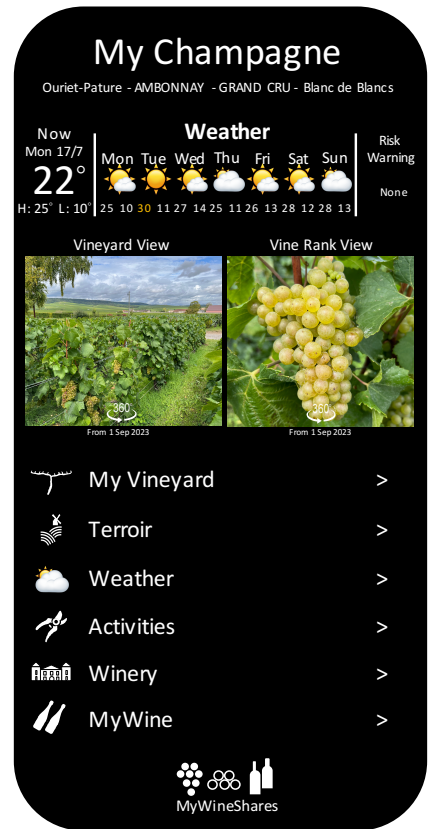 My Champagne
Ouriet-Pature - AMBONNAY - GRAND CRU - Blanc de Blancs
Now
Mon 17/7
22°
H: 25° L: 10°
Weather
Mon Tue Wed Thu Fri Sat Sun
25 10 30 11 27 14 25 11 26 13 28 12 28 13
Risk
Warning
None
Vineyard View
360
From 1 Sep 2023
Vine Rank View
360
From 1 Sep 2023
My Vineyard >
Terroir >
Weather >
Activities >
Winery >
MyWine >
MyWineShares